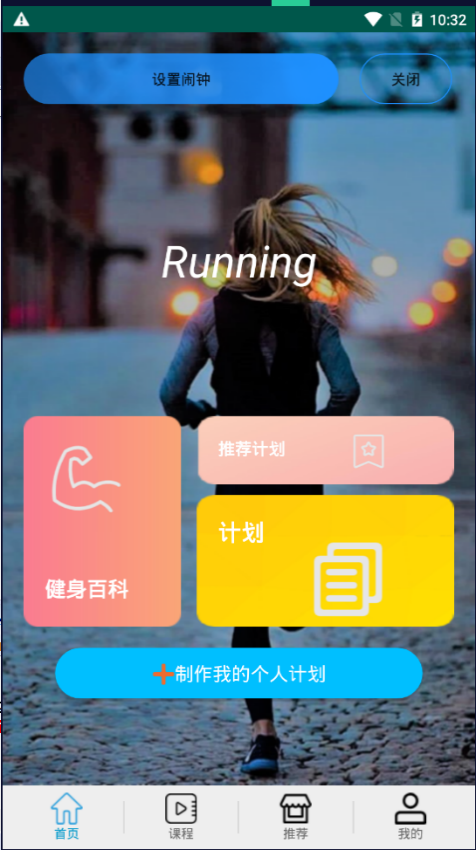 10:32
设置闹钟
关闭
Running
推荐计划
计划
健身百科
制作我的个人计划
首页
课程
推荐
我的